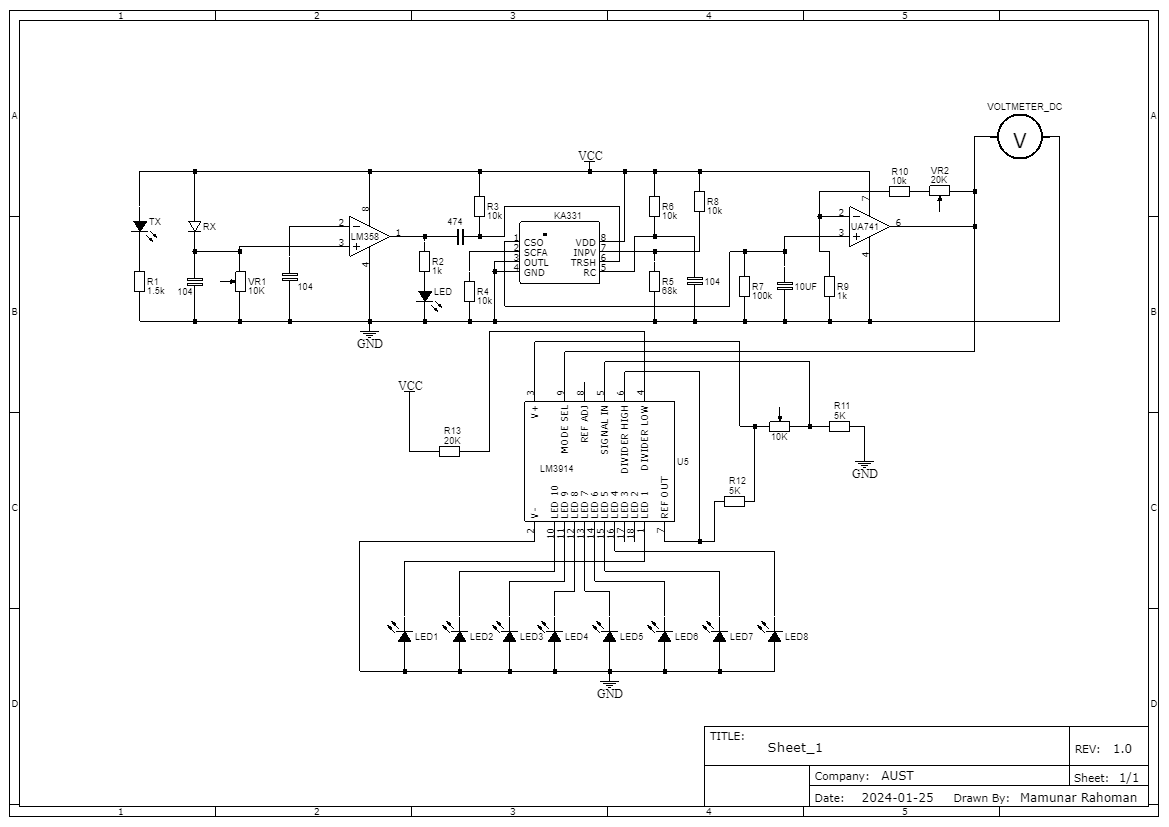 1 2 3 4 5
A A
B B
C C
D D
VOLTMETER_DC
V
VCC
TX
RX
R1
1.5k
104
VR1
10K
104
8
2
3
LM358
1
4
GND
474
R2
1k
LED
R3
10k
R4
10k
KA331
1 CSO VDD 8
2 SCFA INPV 7
3 OUTL TRSH 6
4 GND RC 5
R6
10k
R8
10k
R5
68k
104
R7
100k
10UF
R9
1k
7
2
3
UA741
6
4
R10
10k
VR2
20K
VCC
R13
20K
3 9 8 5 6 4
V+
MODE SEL
REF ADJ
SIGNAL IN
DIVIDER HIGH
DIVIDER LOW
LM3914
U5
V-
LED 10
LED 9
LED 8
LED 7
LED 6
LED 5
LED 4
LED 3
LED 2
LED 1
REF OUT
2 10 11 12 13 14 15 16 17 18 1 7
10K
R11
5K
GND
R12
5K
LED1 LED2 LED3 LED4 LED5 LED6 LED7 LED8
GND
TITLE:
Sheet_1
REV: 1.0
Company: AUST
Sheet: 1/1
Date: 2024-01-25 Drawn By: Mamunar Rahoman
1 2 3 4 5